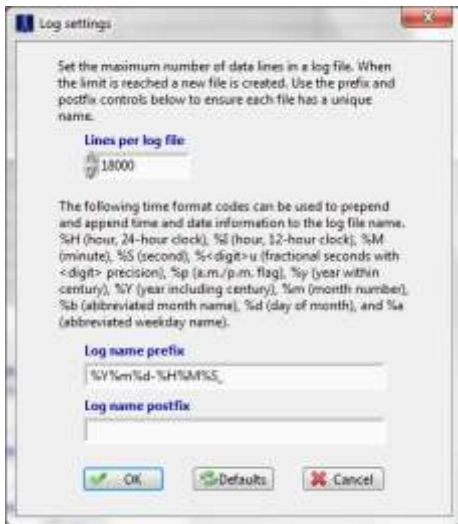 Log settings
Set the maximum number of data lines in a log file. When
the limit is reached a new file is created. Use the prefix and
postfix controls below to ensure each file has a unique
name.
Lines per log file
18000
The following time format codes can be used to prepend
and append time and date information to the log file name.
%H (hour, 24-hour clock), %I (hour, 12-hour clock), %M
(minute), %S (second), %<digit>u (fractional seconds with
<digit> precision), %p (a.m./p.m. flag), %y (year within
century), %Y (year including century), %m (month number),
%b (abbreviated month name), %d (day of month), and %a
(abbreviated weekday name).
Log name prefix
%Y%m%d-%H%M%S_
Log name postfix
OK Defaults Cancel